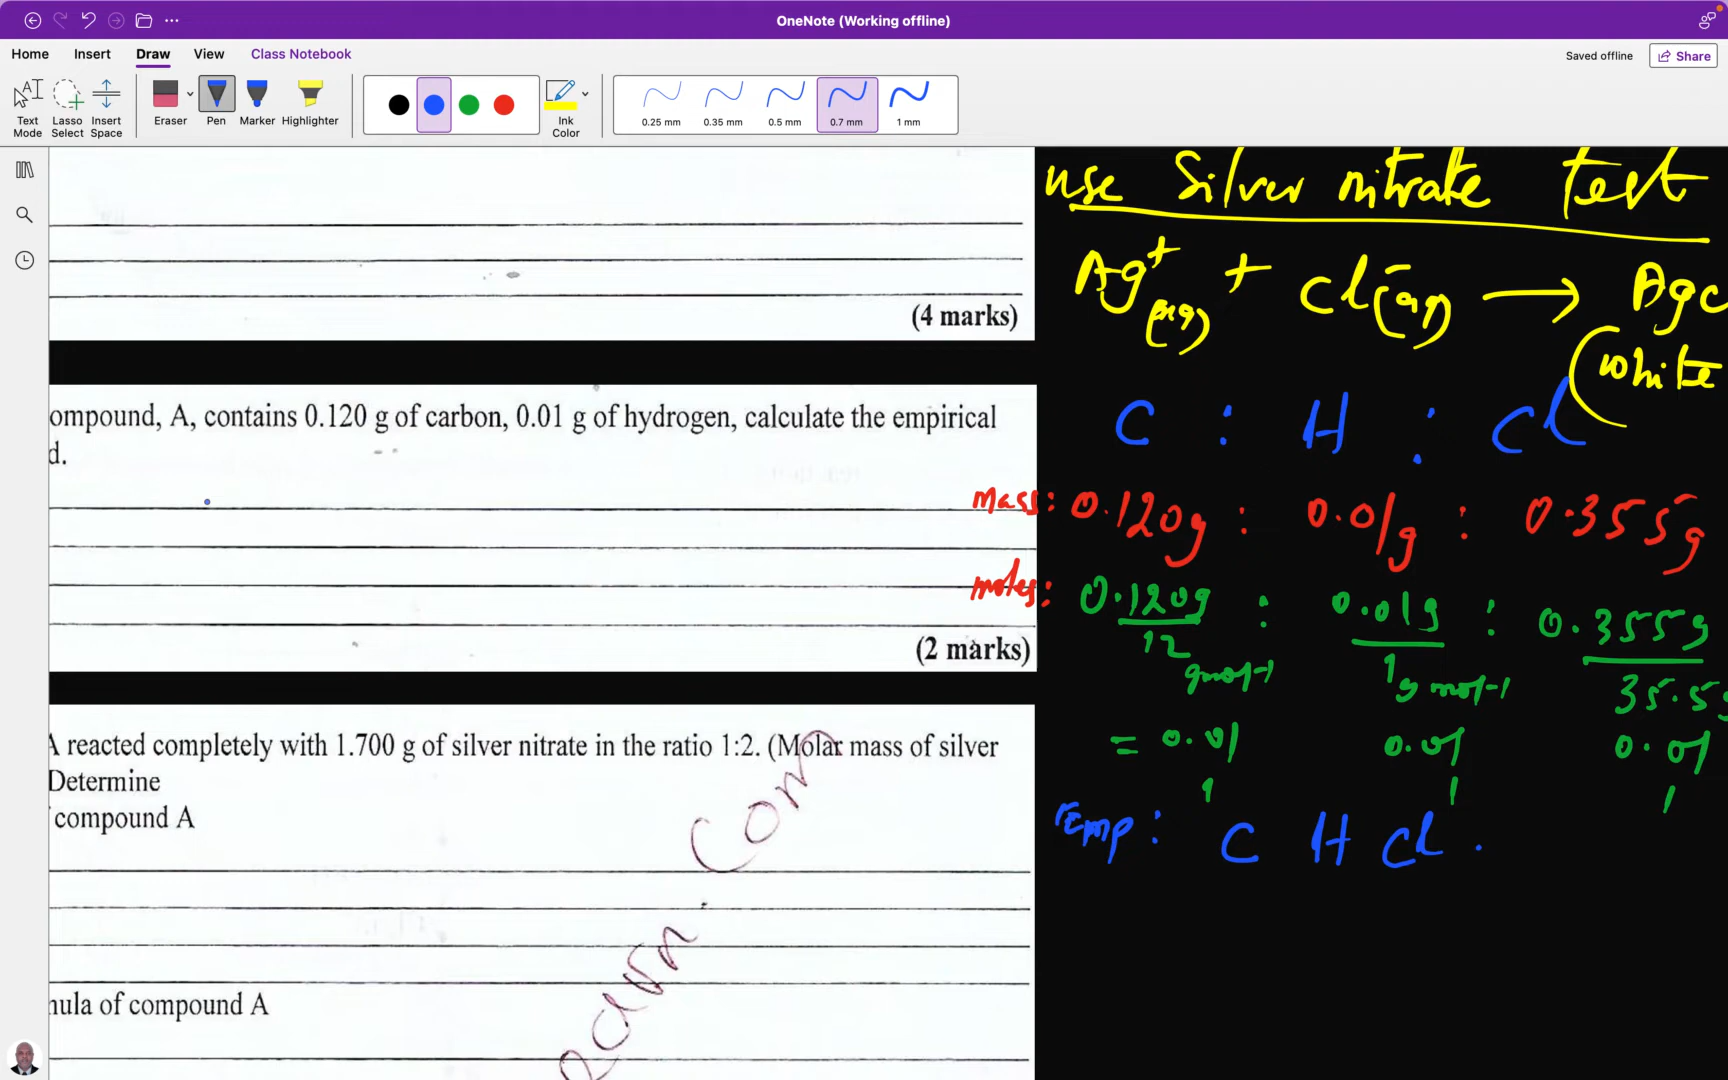 OneNote (Working offline)
Home Insert Draw View Class Notebook
Saved offline Share
Text Mode
Lasso Select
Insert Space
Eraser
Pen
Marker
Highlighter
Ink Color
0.25 mm 0.35 mm 0.5 mm 0.7 mm 1 mm
use Silver nitrate test
Ag+(aq) + Cl-(aq) → Agc
(white
(4 marks)
C : H : Cl
ompound, A, contains 0.120 g of carbon, 0.01 g of hydrogen, calculate the empirical
d.
mass: 0.120g : 0.01g : 0.355g
moles: 0.120g : 0.01g : 0.355g
12 gmol-1 1g mol-1 35.5g
(2 marks)
= 0.01 0.01 0.01
1 1 1
Emp: C H Cl .
A reacted completely with 1.700 g of silver nitrate in the ratio 1:2. (Molar mass of silver
Determine
compound A
. Com
nula of compound A